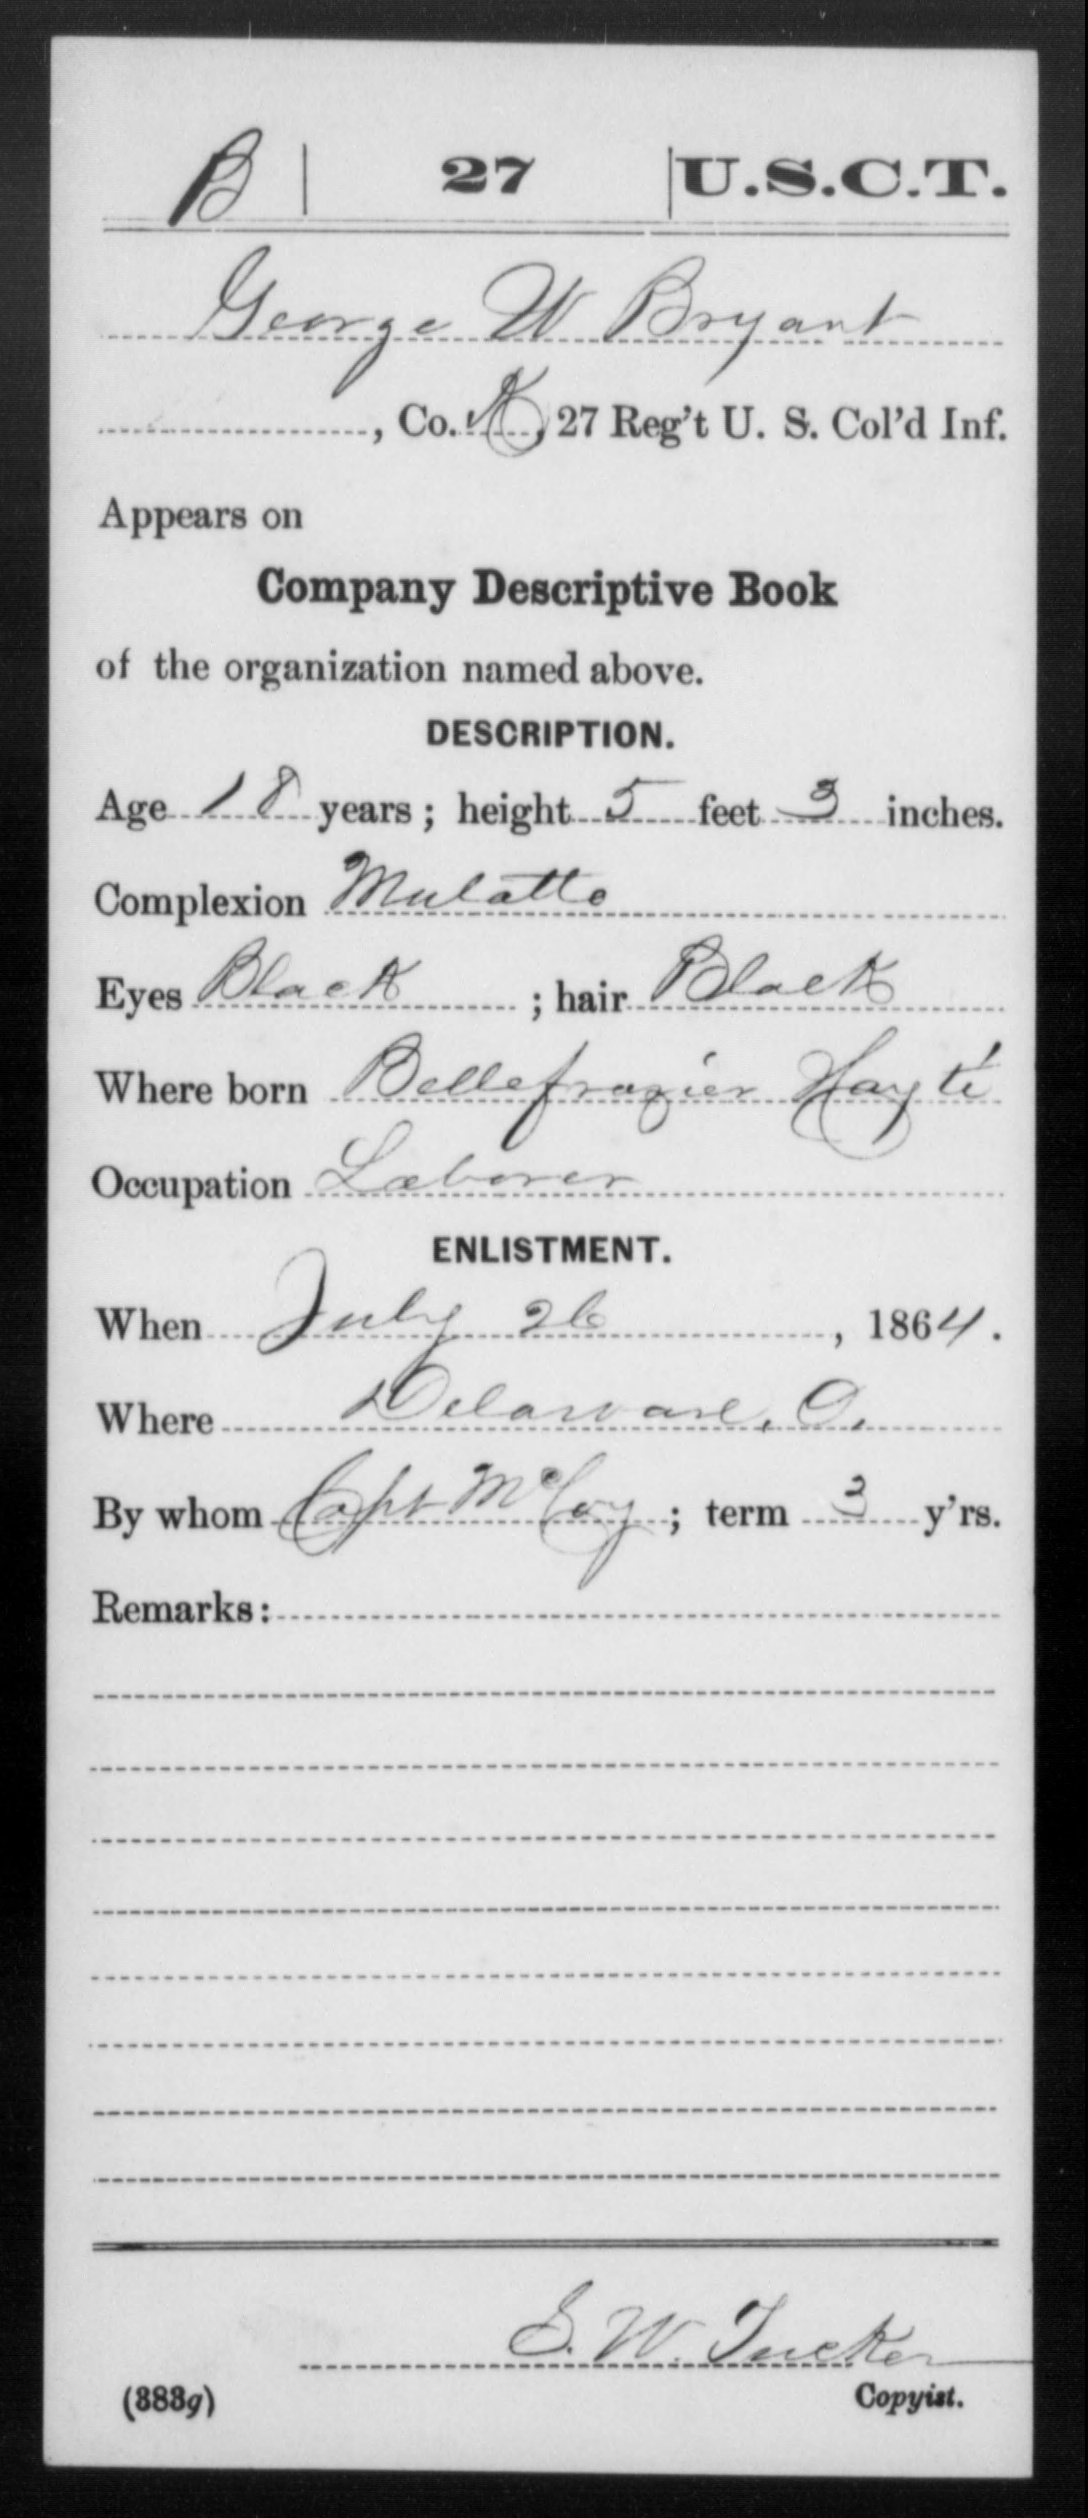 B | 27 | U.S.C.T.
George W Bryant
, Co. K, 27 Reg't U. S. Col'd Inf.
Appears on
Company Descriptive Book
of the organization named above.
DESCRIPTION.
Age 18 years; height 5 feet 3 inches.
Complexion Mulatto
Eyes Black ; hair Black
Where born Bellefrazier Hayti
Occupation Laborer
ENLISTMENT.
When July 26, 1864.
Where Delaware, O.
By whom Capt McCoy; term 3 y'rs.
Remarks:
S. W. Tucker
(383g) Copyist.